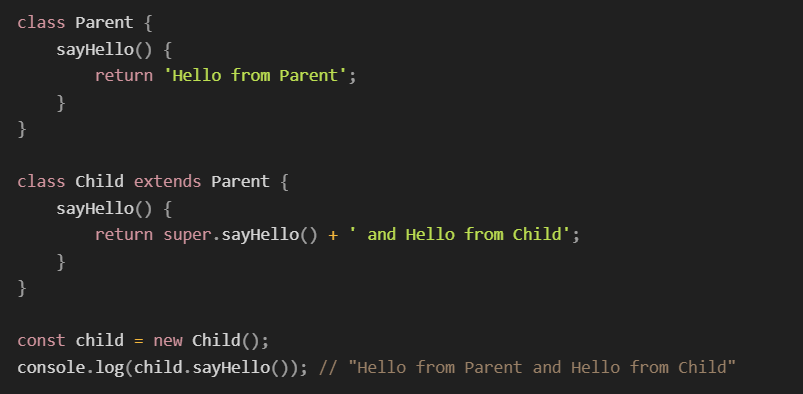 class Parent {
    sayHello() {
        return 'Hello from Parent';
    }
}

class Child extends Parent {
    sayHello() {
        return super.sayHello() + ' and Hello from Child';
    }
}

const child = new Child();
console.log(child.sayHello()); // "Hello from Parent and Hello from Child"